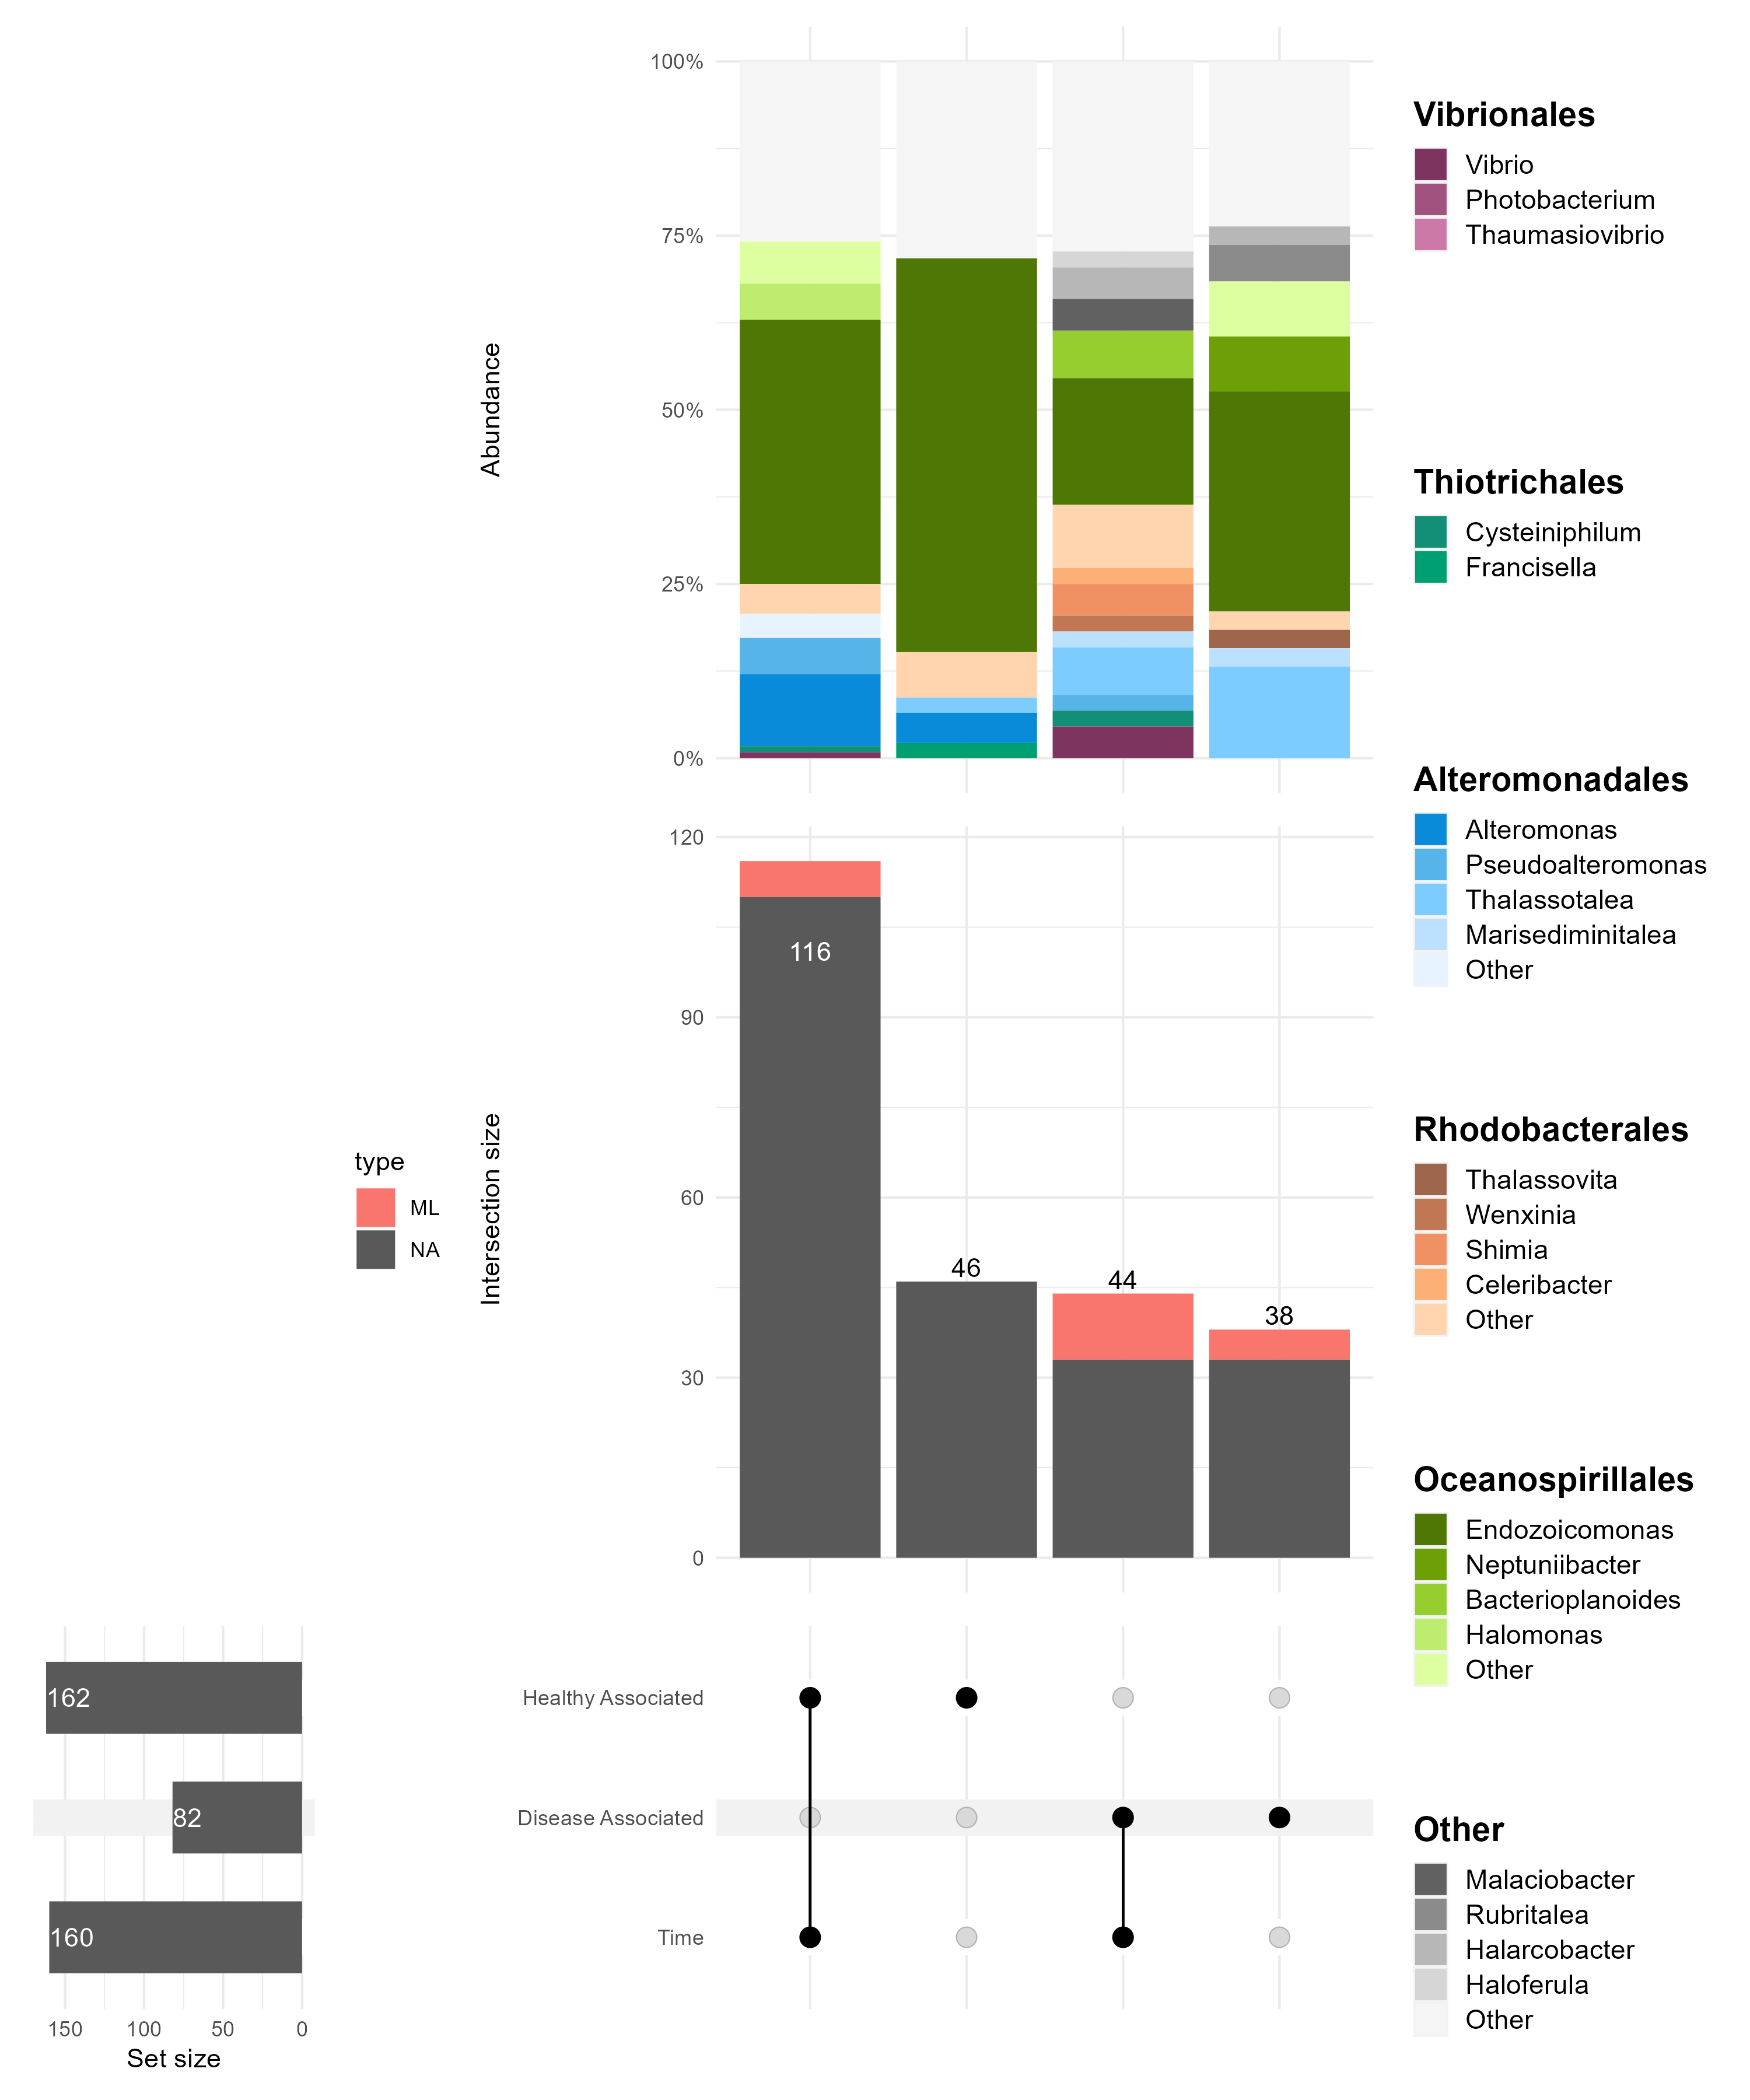 100%
75%
50%
25%
0%
Abundance
Vibrionales
Vibrio
Photobacterium
Thaumasiovibrio
Thiotrichales
Cysteiniphilum
Francisella
Alteromonadales
Alteromonas
Pseudoalteromonas
Thalassotalea
Marisediminitalea
Other
Rhodobacterales
Thalassovita
Wenxinia
Shimia
Celeribacter
Other
Oceanospirillales
Endozoicomonas
Neptuniibacter
Bacterioplanoides
Halomonas
Other
Other
Malaciobacter
Rubritalea
Halarcobacter
Haloferula
Other
120
90
60
30
0
Intersection size
116
46
44
38
type
ML
NA
Healthy Associated
Disease Associated
Time
162
82
160
150 100 50 0
Set size